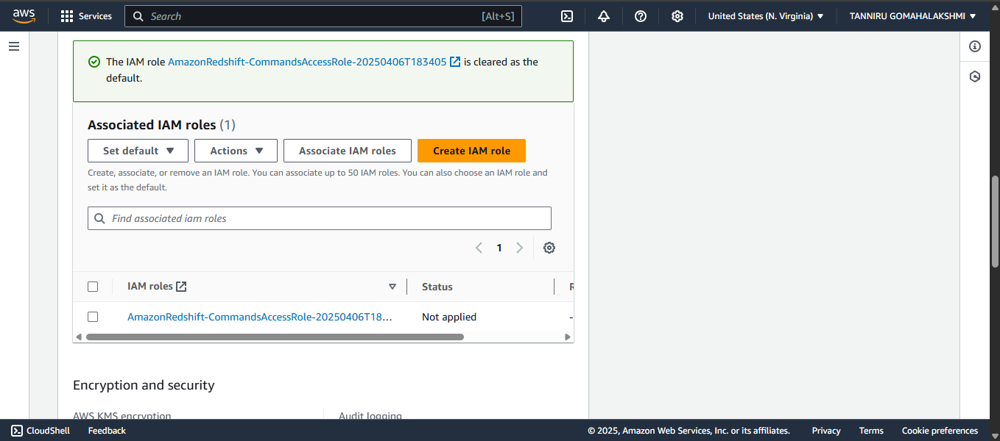 aws Services Search [Alt+S] United States (N. Virginia) TANNIRU GOMAHALAKSHMI
The IAM role AmazonRedshift-CommandsAccessRole-20250406T183405 is cleared as the
default.
Associated IAM roles (1)
Set default Actions Associate IAM roles Create IAM role
Create, associate, or remove an IAM role. You can associate up to 50 IAM roles. You can also choose an IAM role and
set it as the default.
Find associated iam roles
1
IAM roles Status
AmazonRedshift-CommandsAccessRole-20250406T18... Not applied -
Encryption and security
AWS KMS encryption Audit logging
CloudShell Feedback © 2025, Amazon Web Services, Inc. or its affiliates. Privacy Terms Cookie preferences